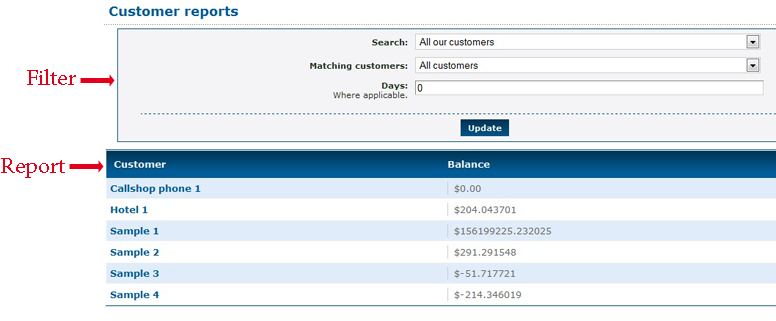 Customer reports
Search: All our customers
Filter
Matching customers: All customers
Days: 0
Where applicable.
Update
Report
Customer Balance
Callshop phone 1 $0.00
Hotel 1 $204.043701
Sample 1 $156199225.232025
Sample 2 $291.291548
Sample 3 $-51.717721
Sample 4 $-214.346019